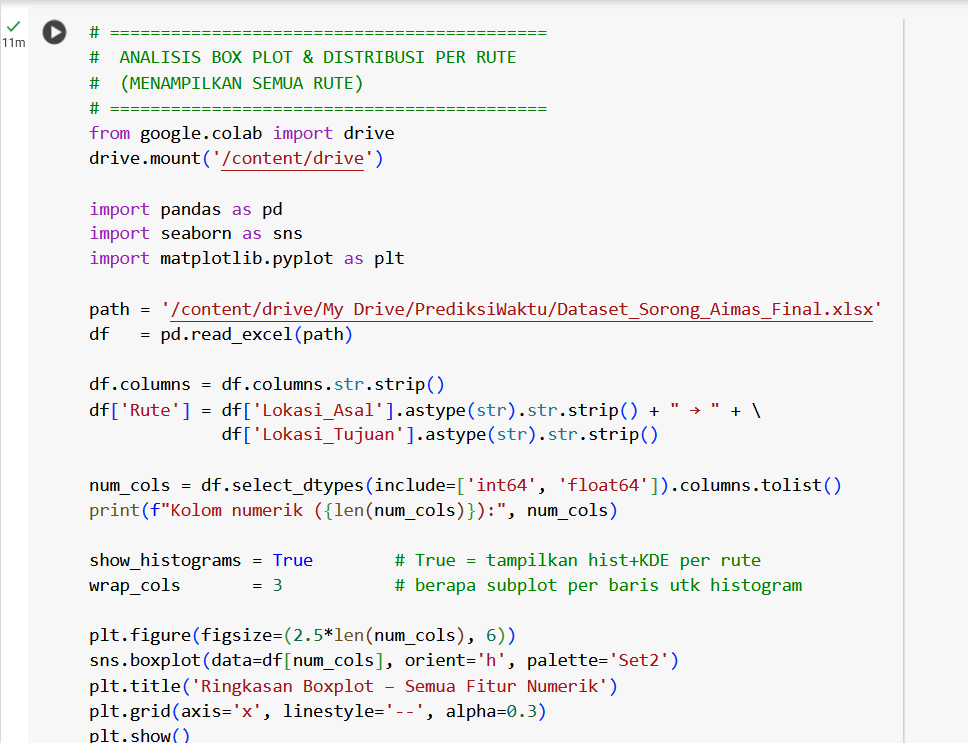 11m
# ===========================================
#  ANALISIS BOX PLOT & DISTRIBUSI PER RUTE
#  (MENAMPILKAN SEMUA RUTE)
# ===========================================
from google.colab import drive
drive.mount('/content/drive')
import pandas as pd
import seaborn as sns
import matplotlib.pyplot as plt
path = '/content/drive/My Drive/PrediksiWaktu/Dataset_Sorong_Aimas_Final.xlsx'
df   = pd.read_excel(path)
df.columns = df.columns.str.strip()
df['Rute'] = df['Lokasi_Asal'].astype(str).str.strip() + " → " + \
             df['Lokasi_Tujuan'].astype(str).str.strip()
num_cols = df.select_dtypes(include=['int64', 'float64']).columns.tolist()
print(f"Kolom numerik ({len(num_cols)}):", num_cols)
show_histograms = True        # True = tampilkan hist+KDE per rute
wrap_cols       = 3           # berapa subplot per baris utk histogram
plt.figure(figsize=(2.5*len(num_cols), 6))
sns.boxplot(data=df[num_cols], orient='h', palette='Set2')
plt.title('Ringkasan Boxplot – Semua Fitur Numerik')
plt.grid(axis='x', linestyle='--', alpha=0.3)
plt.show()